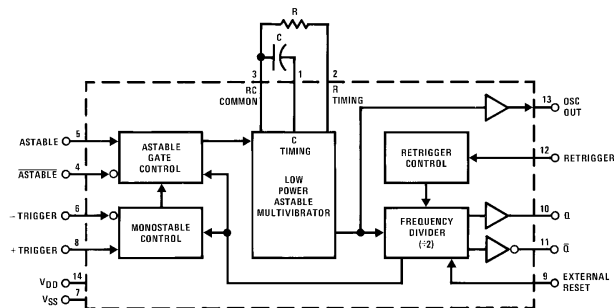 R
C
3
1
2
RC
COMMON
R
TIMING
13
OSC
OUT
ASTABLE
5
ASTABLE
4
ASTABLE
GATE
CONTROL
C
TIMING
LOW
POWER
ASTABLE
MULTIVIBRATOR
RETRIGGER
CONTROL
12
RETRIGGER
− TRIGGER
6
+ TRIGGER
8
MONOSTABLE
CONTROL
FREQUENCY
DIVIDER
(÷2)
10
Q
11
Q̅
9
EXTERNAL
RESET
VDD
14
VSS
7